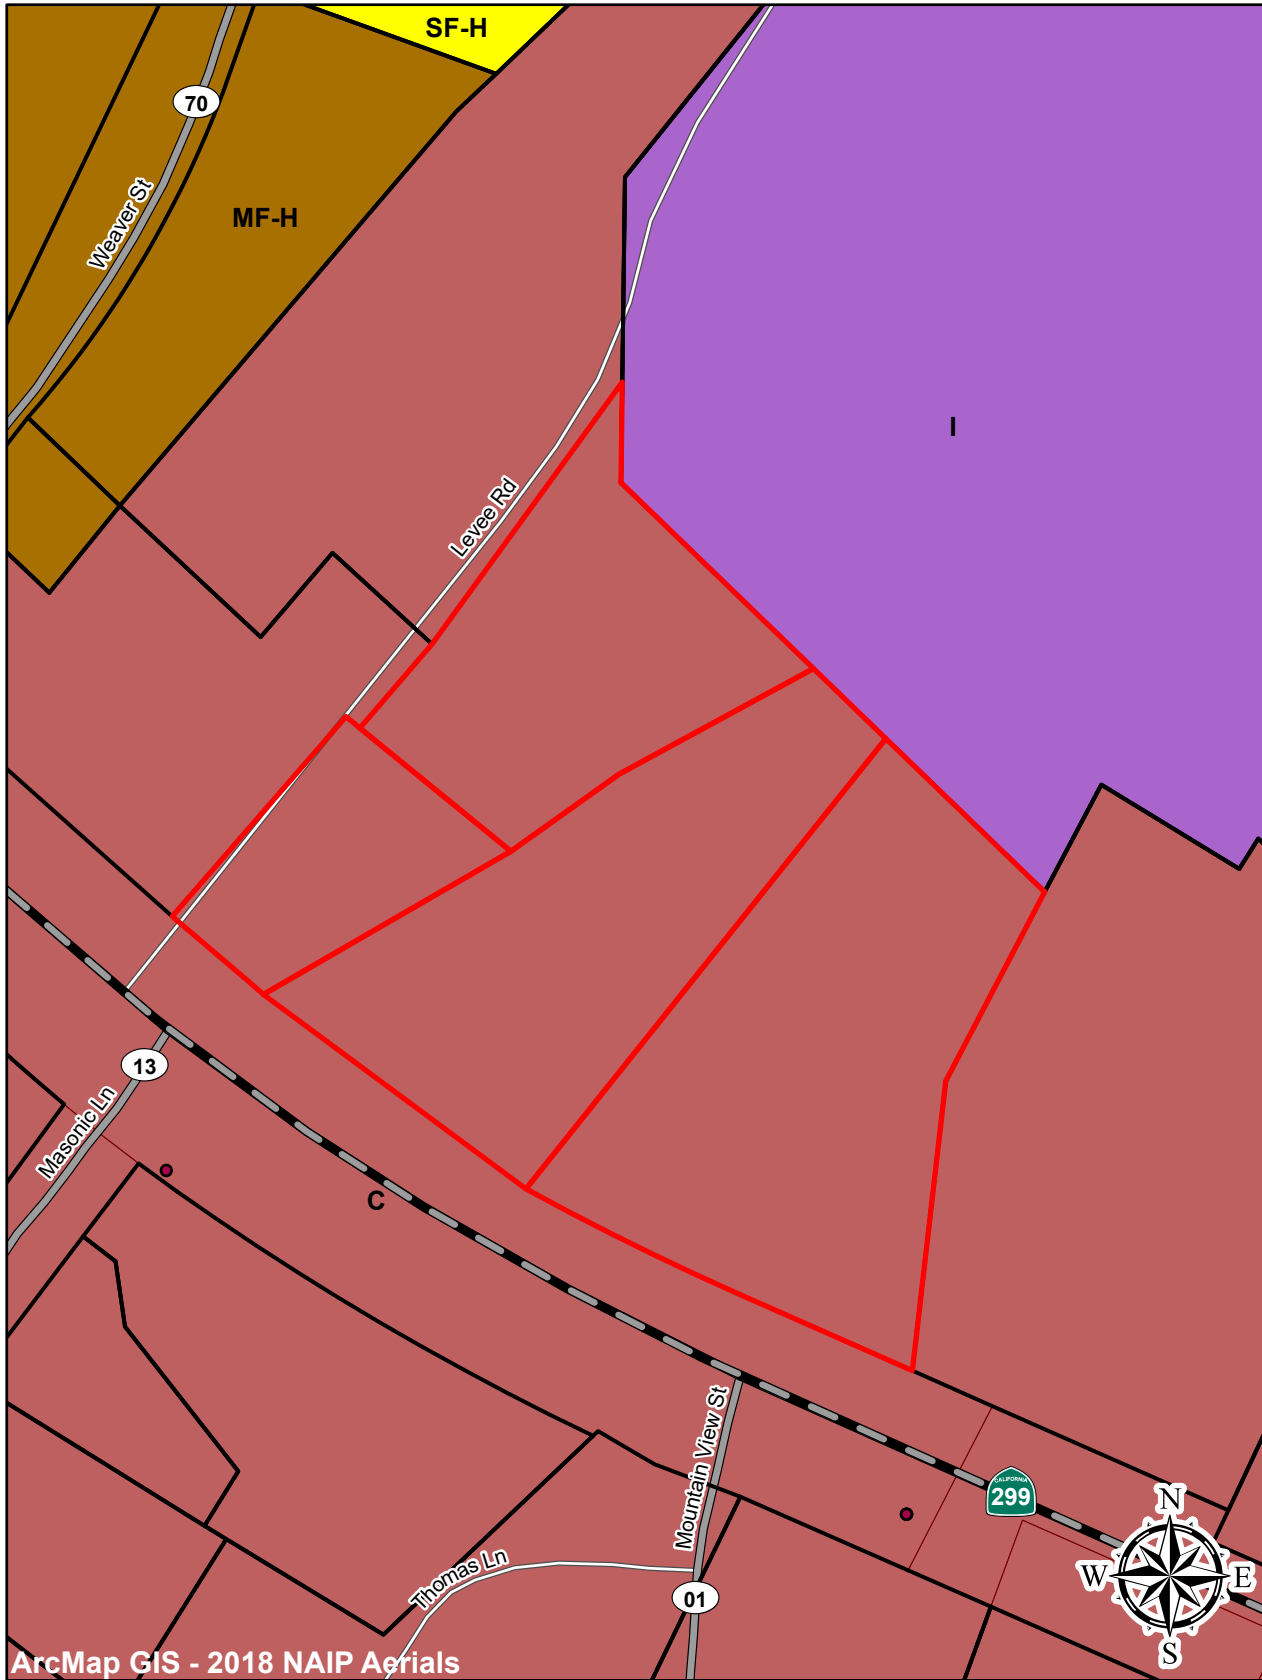 SF-H
70
Weaver St
MF-H
I
Levee Rd
13
Masonic Ln
C
Mountain View St
CALIFORNIA
299
Thomas Ln
01
N
W
E
S
ArcMap GIS - 2018 NAIP Aerials